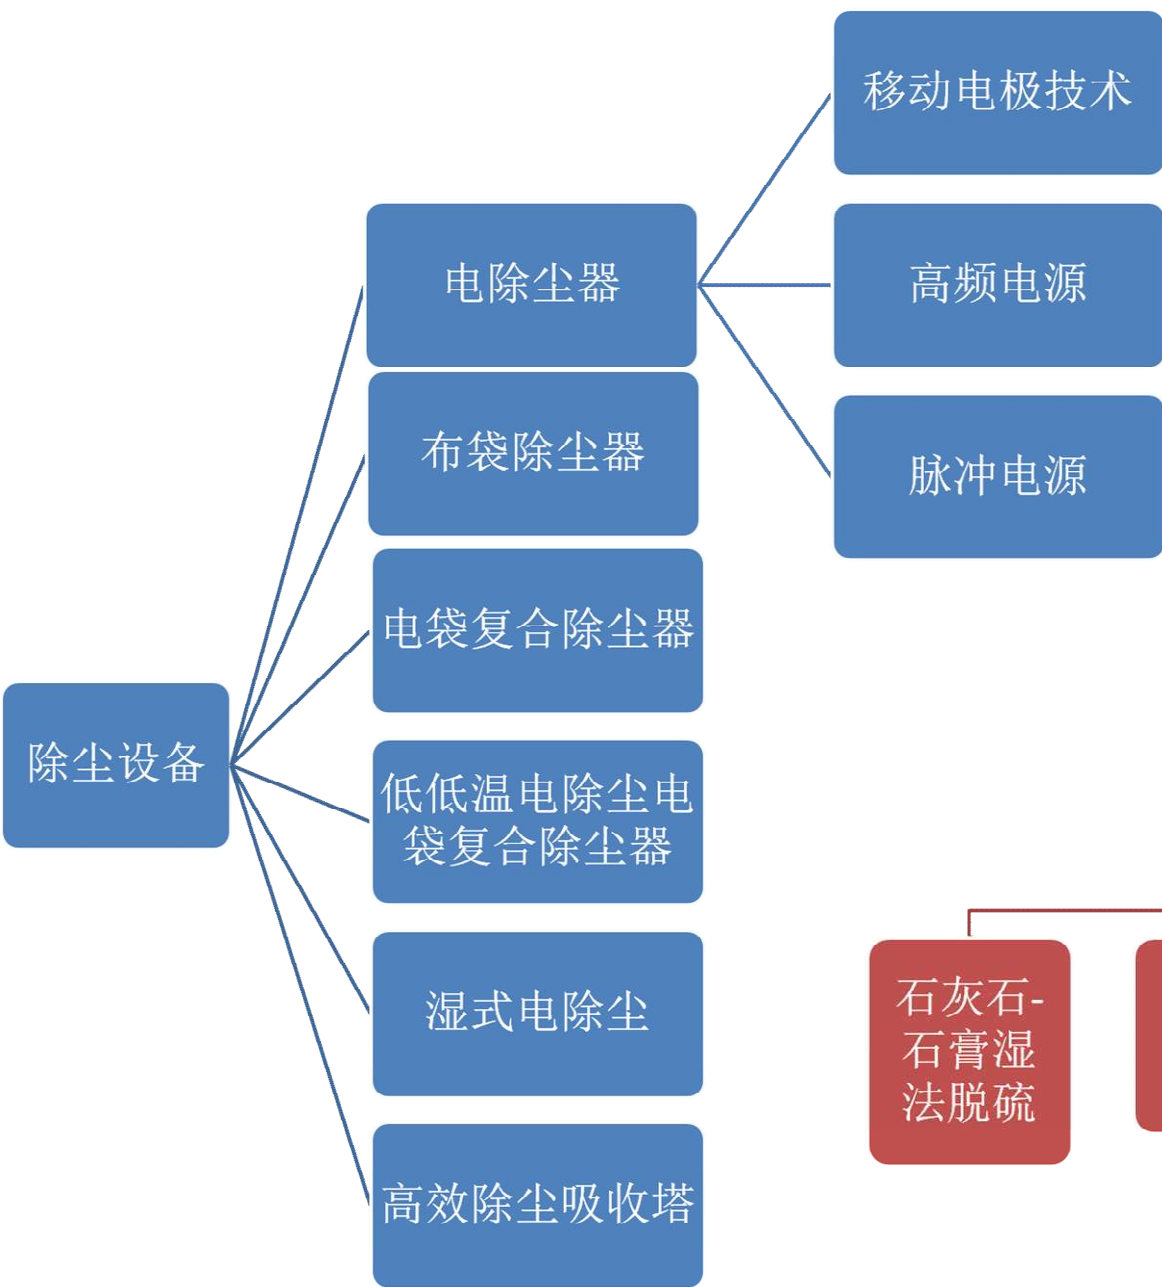 移动电极技术
电除尘器
高频电源
布袋除尘器
脉冲电源
电袋复合除尘器
除尘设备
低低温电除尘电
袋复合除尘器
湿式电除尘
石灰石-
石膏湿
法脱硫
高效除尘吸收塔